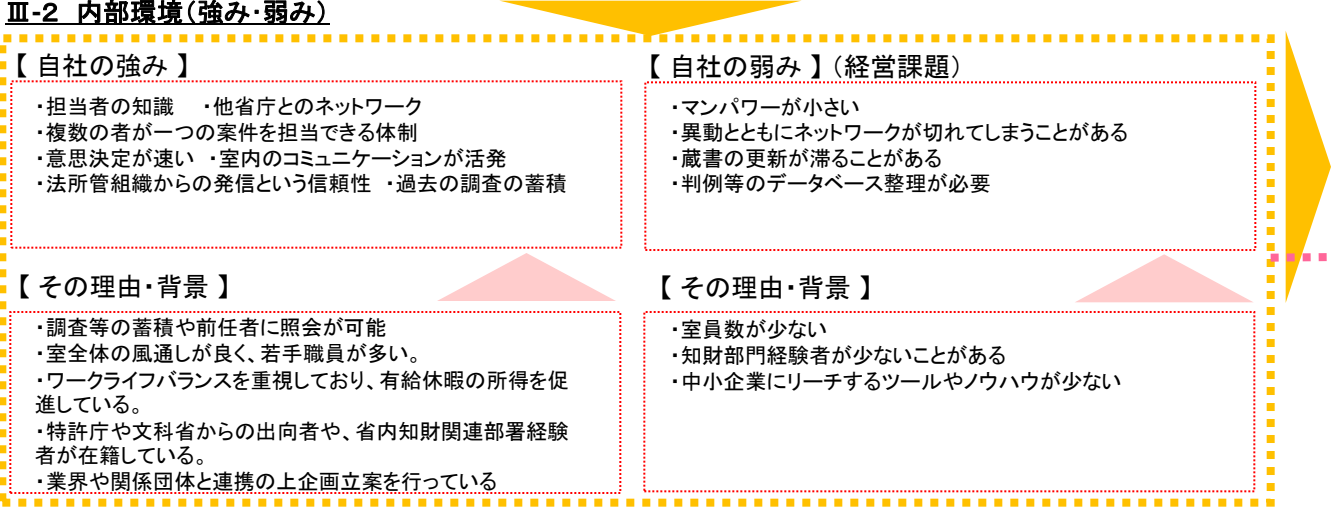 Ⅲ-2 内部環境（強み・弱み）
【 自社の強み 】
・担当者の知識　・他省庁とのネットワーク
・複数の者が一つの案件を担当できる体制
・意思決定が速い ・室内のコミュニケーションが活発
・法所管組織からの発信という信頼性 ・過去の調査の蓄積
【 自社の弱み 】（経営課題）
・マンパワーが小さい
・異動とともにネットワークが切れてしまうことがある
・蔵書の更新が滞ることがある
・判例等のデータベース整理が必要
【 その理由・背景 】
・調査等の蓄積や前任者に照会が可能
・室全体の風通しが良く、若手職員が多い。
・ワークライフバランスを重視しており、有給休暇の所得を促
進している。
・特許庁や文科省からの出向者や、省内知財関連部署経験
者が在籍している。
・業界や関係団体と連携の上企画立案を行っている
【 その理由・背景 】
・室員数が少ない
・知財部門経験者が少ないことがある
・中小企業にリーチするツールやノウハウが少ない